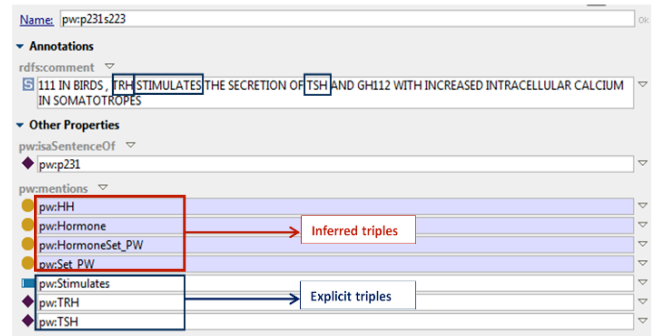 Name: pw:p231s223 Ok
Annotations
rdfs:comment
S 111 IN BIRDS , TRH STIMULATES THE SECRETION OF TSH AND GH112 WITH INCREASED INTRACELLULAR CALCIUM
IN SOMATOTROPES
Other Properties
pw:isaSentenceOf
pw:p231
pw:mentions
pw:HH
pw:Hormone
Inferred triples
pw:HormoneSet_PW
pw:Set_PW
pw:Stimulates
pw:TRH
Explicit triples
pw:TSH